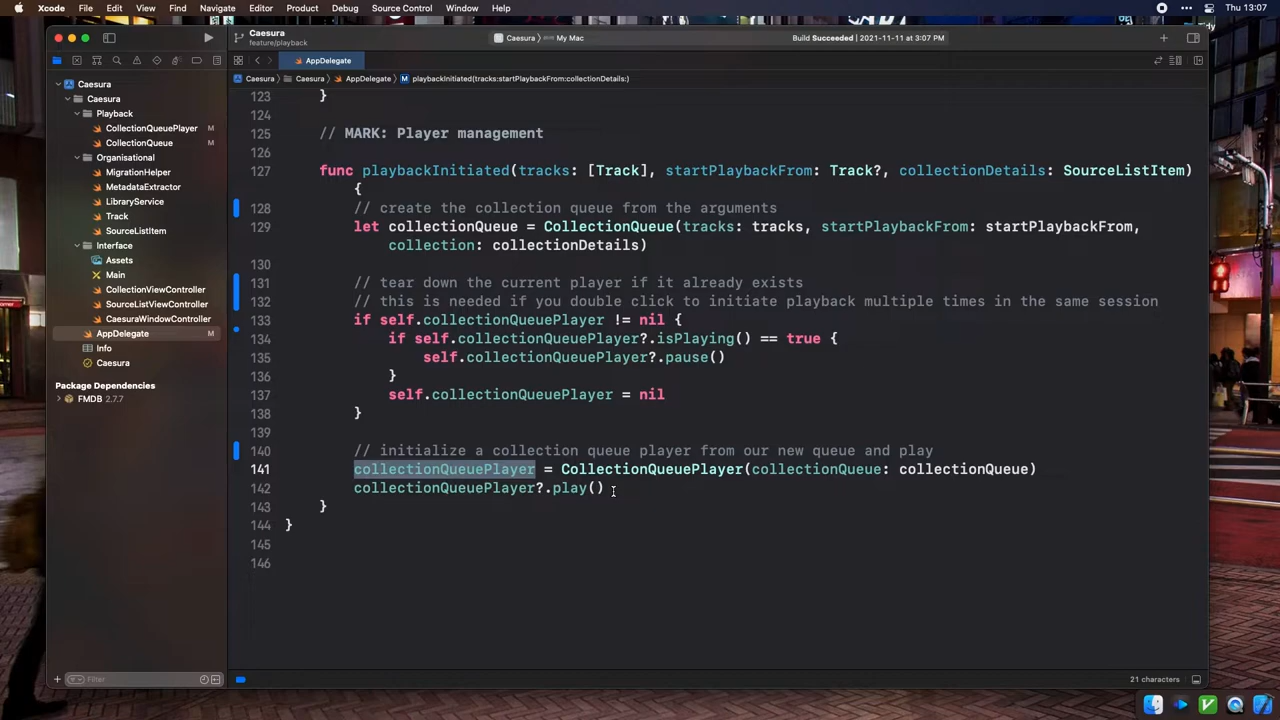 Xcode File Edit View Find Navigate Editor Product Debug Source Control Window Help Thu 13:07
Caesura
feature/playback
Caesura 〉 My Mac
Build Succeeded | 2021-11-11 at 3:07 PM
AppDelegate
Caesura 〉 Caesura 〉 AppDelegate 〉 M playbackInitiated(tracks:startPlaybackFrom:collectionDetails:)
Caesura
Caesura
Playback
CollectionQueuePlayer M
CollectionQueue M
Organisational
MigrationHelper
MetadataExtractor
LibraryService
Track
SourceListItem
Interface
Assets
Main
CollectionViewController
SourceListViewController
CaesuraWindowController
AppDelegate M
Info
Caesura
Package Dependencies
FMDB 2.7.7
Filter
123 }
124
125 // MARK: Player management
126
127 func playbackInitiated(tracks: [Track], startPlaybackFrom: Track?, collectionDetails: SourceListItem)
{
128 // create the collection queue from the arguments
129 let collectionQueue = CollectionQueue(tracks: tracks, startPlaybackFrom: startPlaybackFrom,
collection: collectionDetails)
130
131 // tear down the current player if it already exists
132 // this is needed if you double click to initiate playback multiple times in the same session
133 if self.collectionQueuePlayer != nil {
134 if self.collectionQueuePlayer?.isPlaying() == true {
135 self.collectionQueuePlayer?.pause()
136 }
137 self.collectionQueuePlayer = nil
138 }
139
140 // initialize a collection queue player from our new queue and play
141 collectionQueuePlayer = CollectionQueuePlayer(collectionQueue: collectionQueue)
142 collectionQueuePlayer?.play()
143 }
144 }
145
146
21 characters